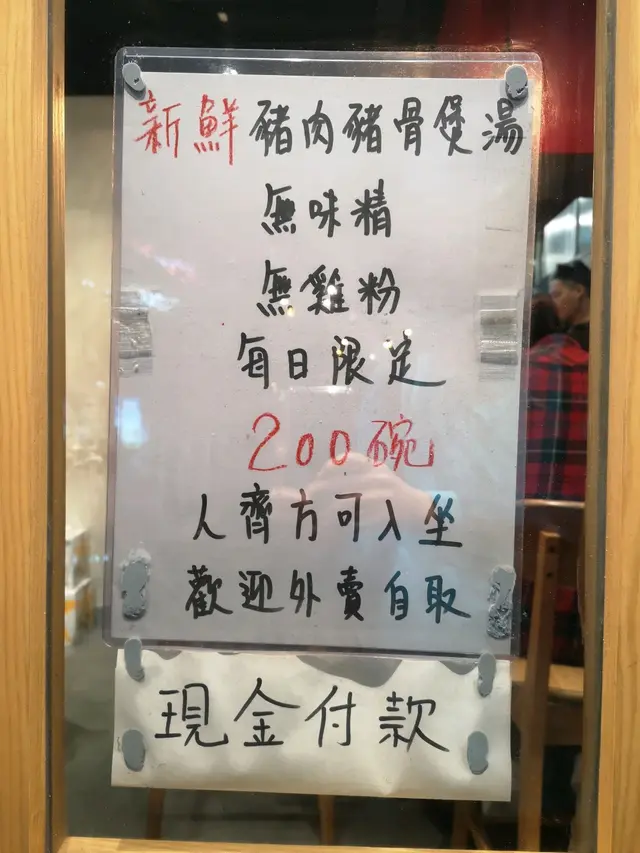 新鮮豬肉豬骨煲湯
無味精
無雞粉
每日限定
200碗
人齊方可入坐
歡迎外賣自取
現金付款